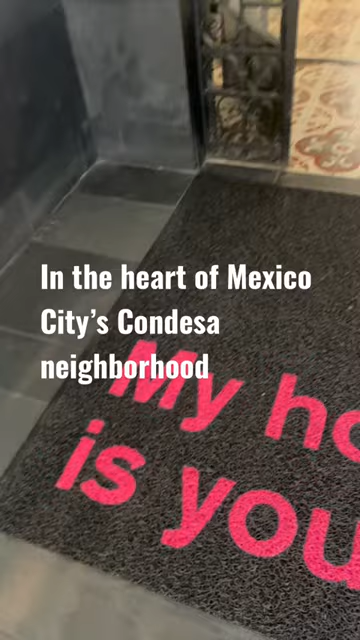 In the heart of Mexico
City’s Condesa
neighborhood
My
is